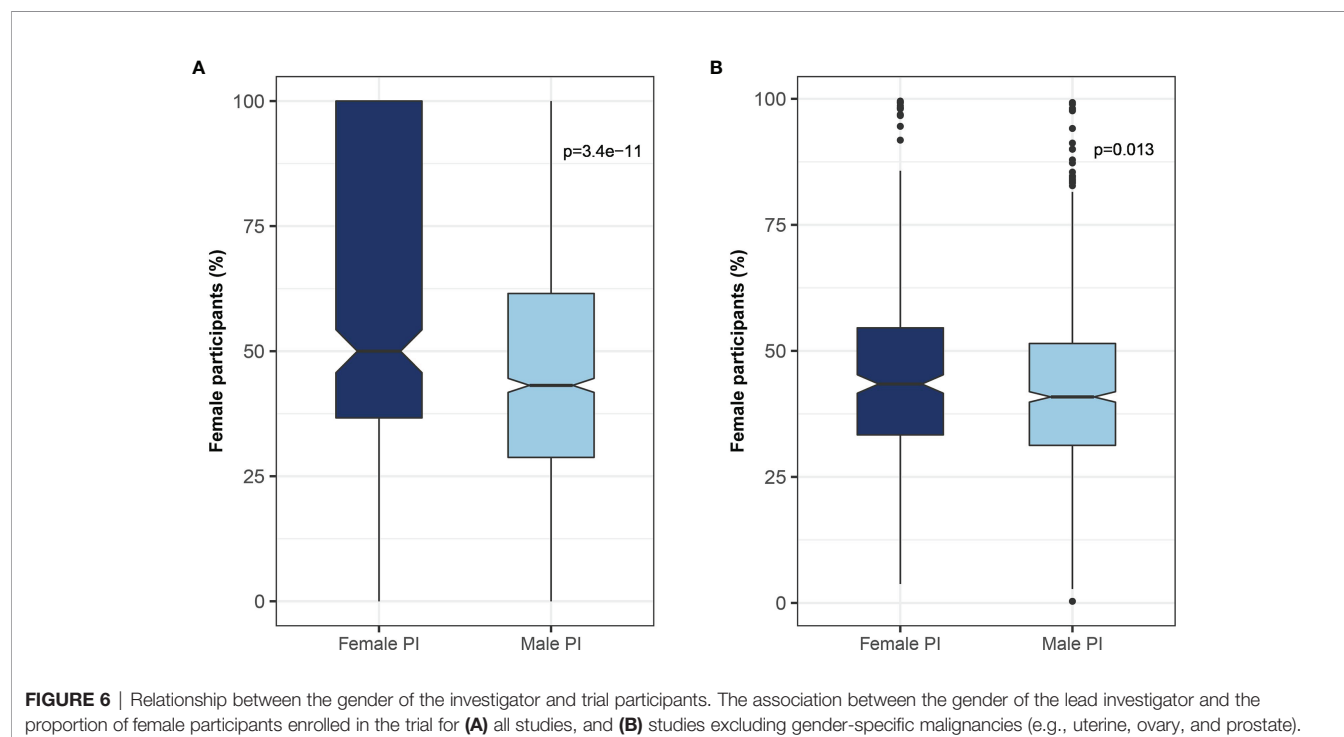 A
B
100
75
50
25
0
Female participants (%)
p=3.4e−11
Female PI
Male PI
100
75
50
25
0
Female participants (%)
p=0.013
Female PI
Male PI
FIGURE 6 | Relationship between the gender of the investigator and trial participants. The association between the gender of the lead investigator and the
proportion of female participants enrolled in the trial for (A) all studies, and (B) studies excluding gender-specific malignancies (e.g., uterine, ovary, and prostate).